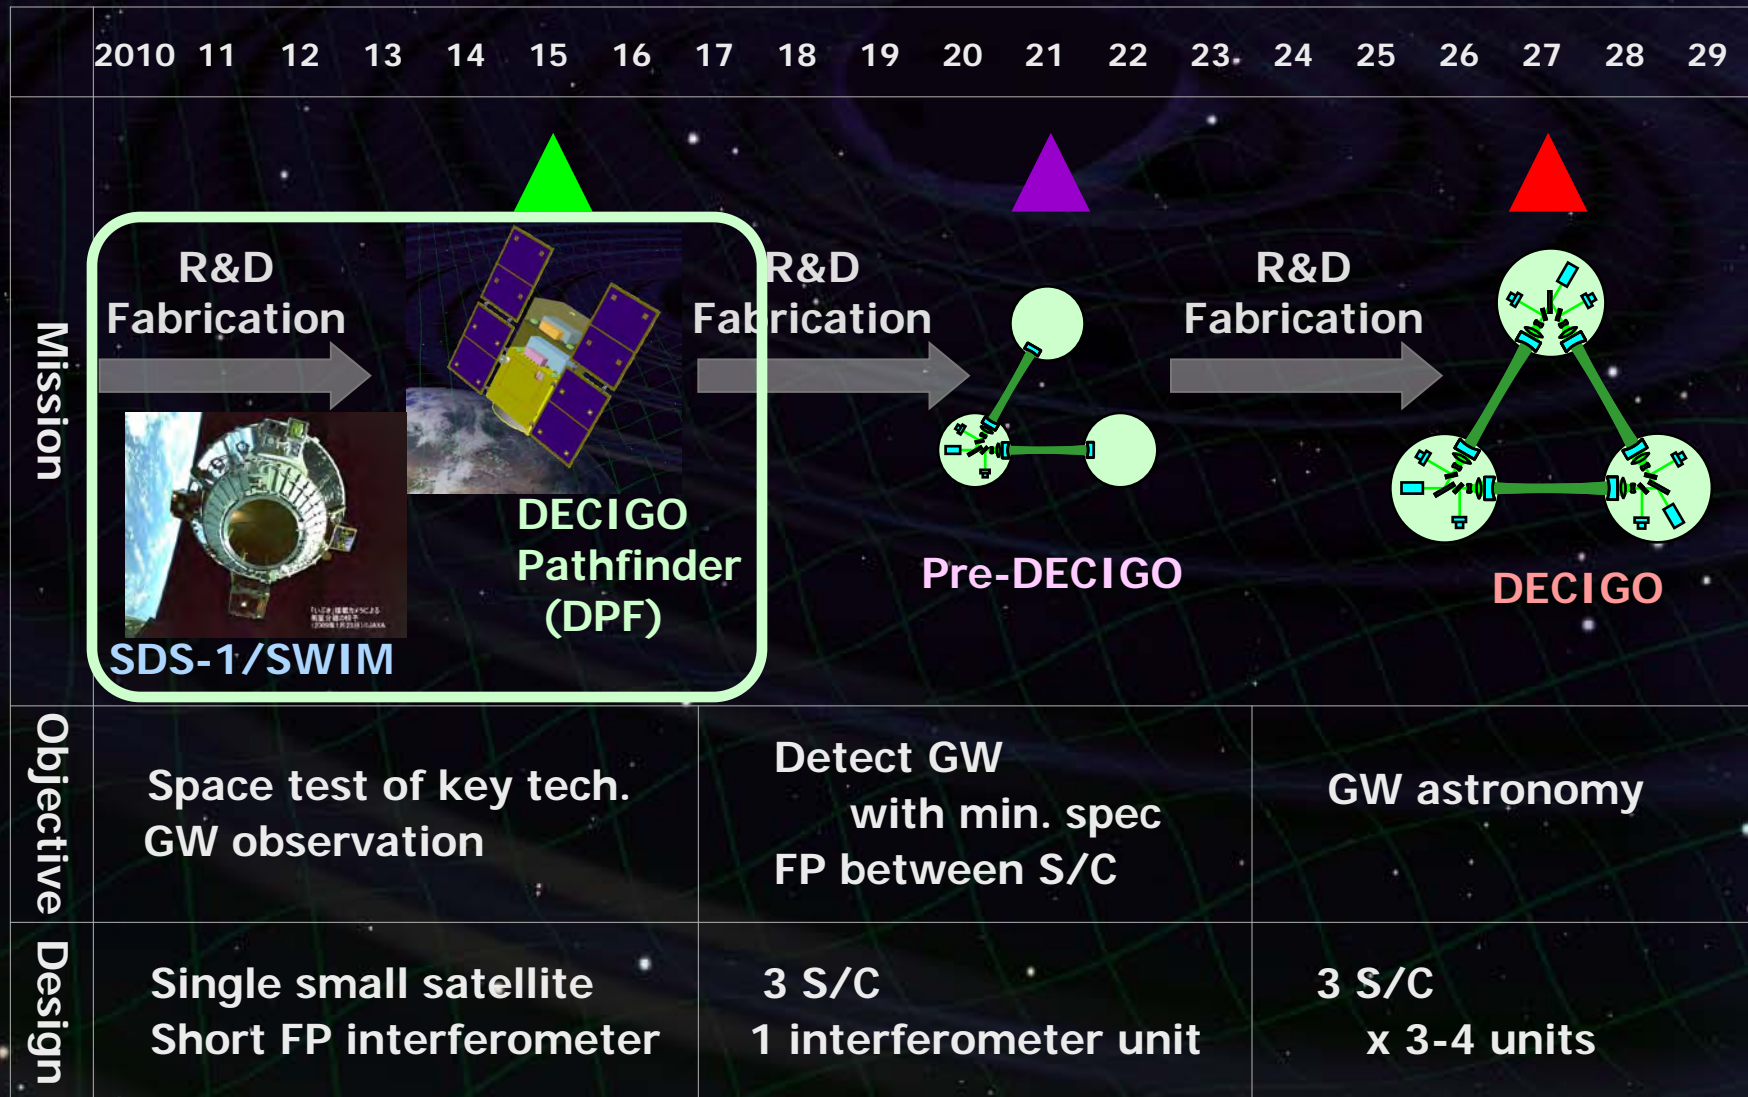 2010 11 12 13 14 15 16 17 18 19 20 21 22 23 24 25 26 27 28 29
Mission
R&D
Fabrication
R&D
Fabrication
R&D
Fabrication
SDS-1/SWIM
DECIGO
Pathfinder
(DPF)
Pre-DECIGO
DECIGO
Objective
Space test of key tech.
GW observation
Detect GW
with min. spec
FP between S/C
GW astronomy
Design
Single small satellite
Short FP interferometer
3 S/C
1 interferometer unit
3 S/C
x 3-4 units